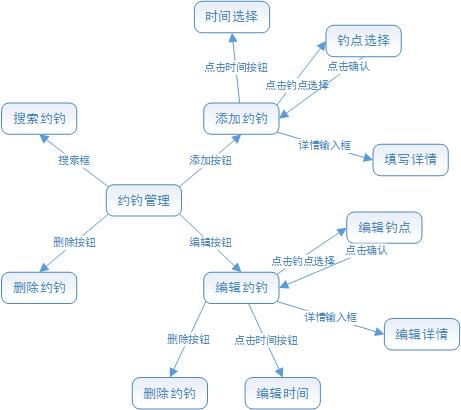 时间选择
钓点选择
点击时间按钮
点击确认
点击钓点选择
搜索约钓
添加约钓
详情输入框
搜索框
添加按钮
填写详情
约钓管理
编辑钓点
删除按钮
编辑按钮
点击确认
点击钓点选择
删除约钓
编辑约钓
详情输入框
编辑详情
删除按钮
点击时间按钮
删除约钓
编辑时间